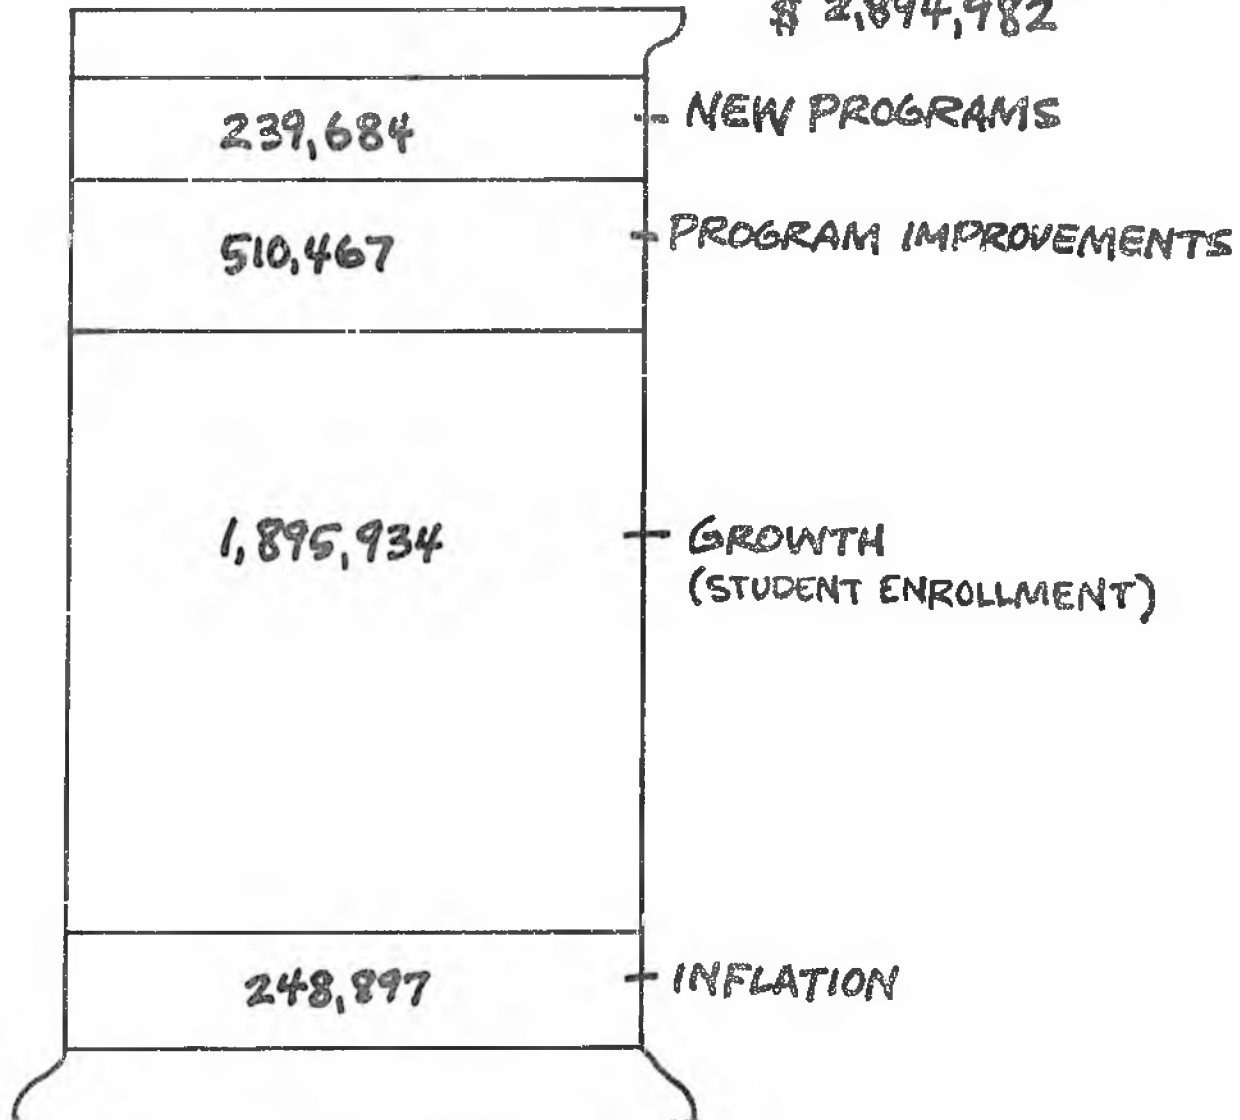 $ 2,894,982
239,684
NEW PROGRAMS
510,467
PROGRAM IMPROVEMENTS
1,895,934
GROWTH
(STUDENT ENROLLMENT)
248,897
INFLATION